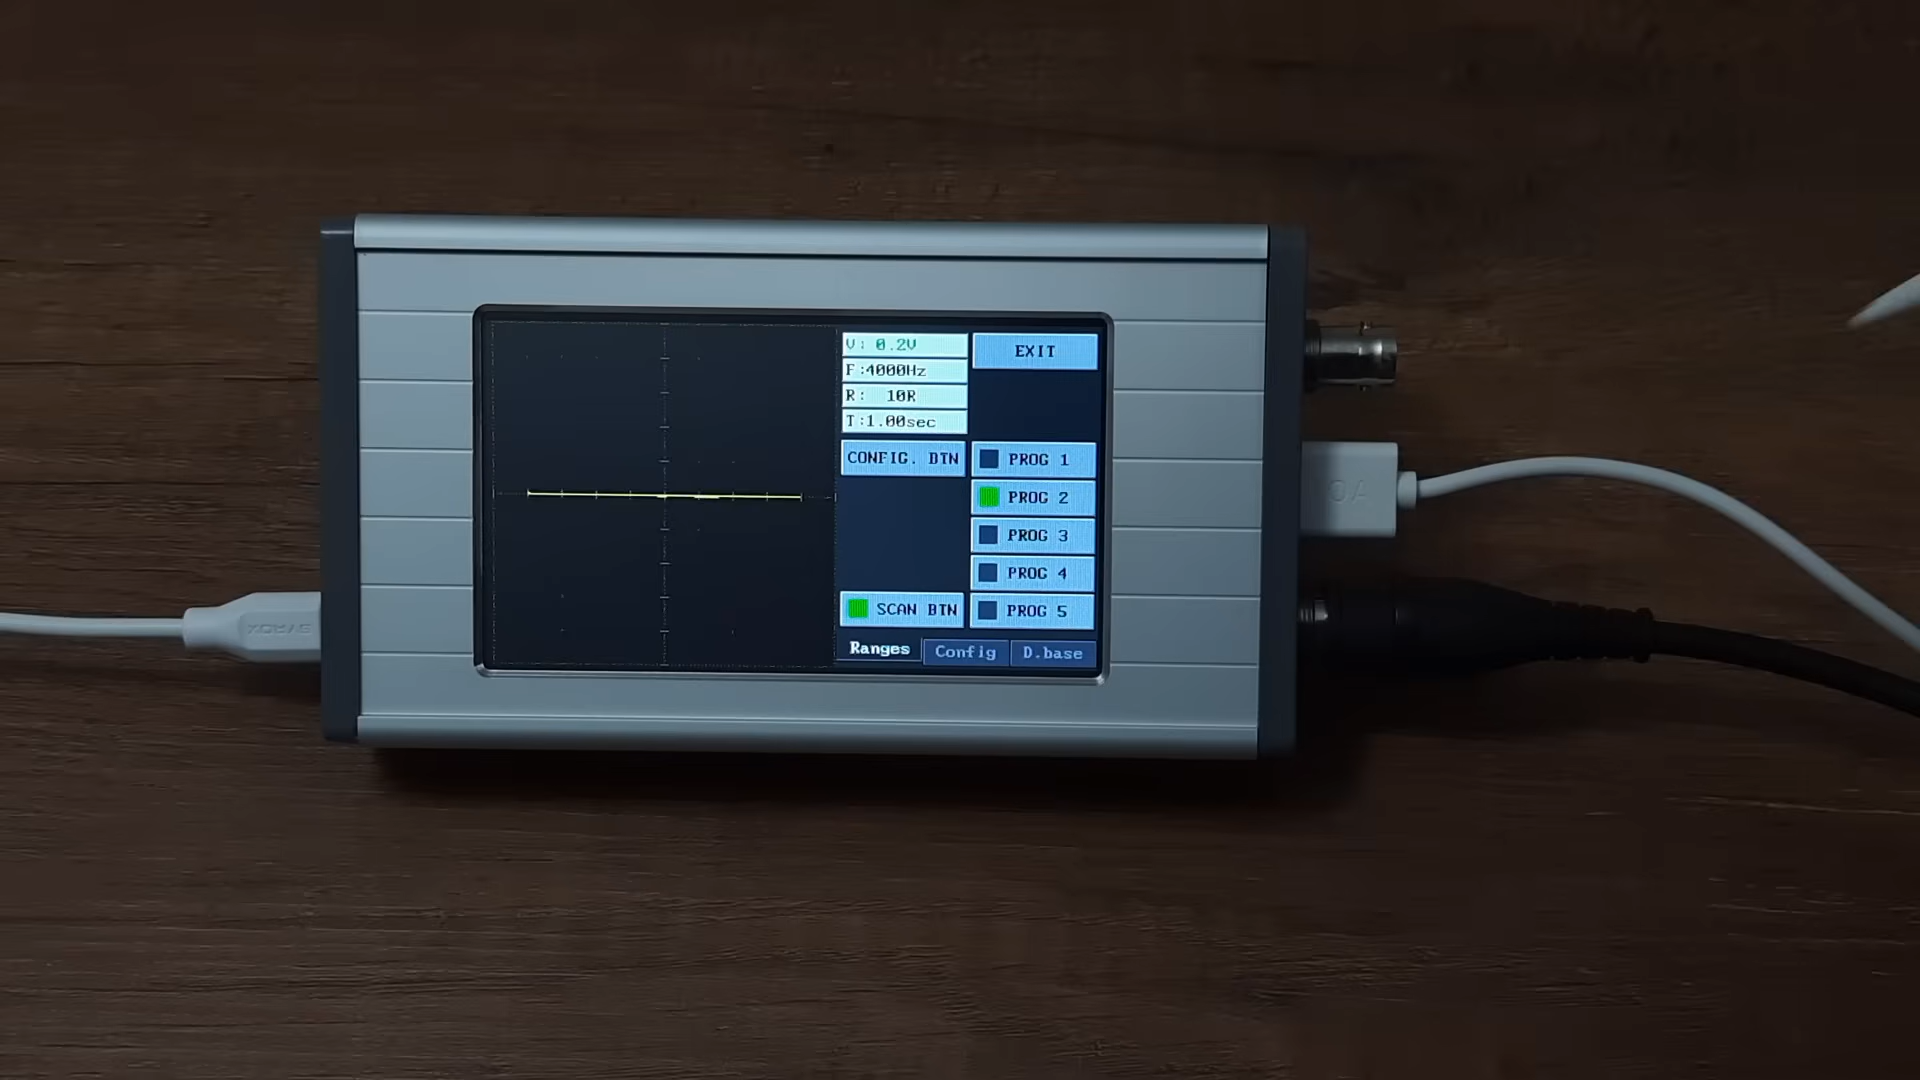 V: 0.2V
F:4000Hz
R: 10R
T:1.00sec
EXIT
CONFIG. BTN
PROG 1
PROG 2
PROG 3
PROG 4
SCAN BTN
PROG 5
Ranges
Config
D.base